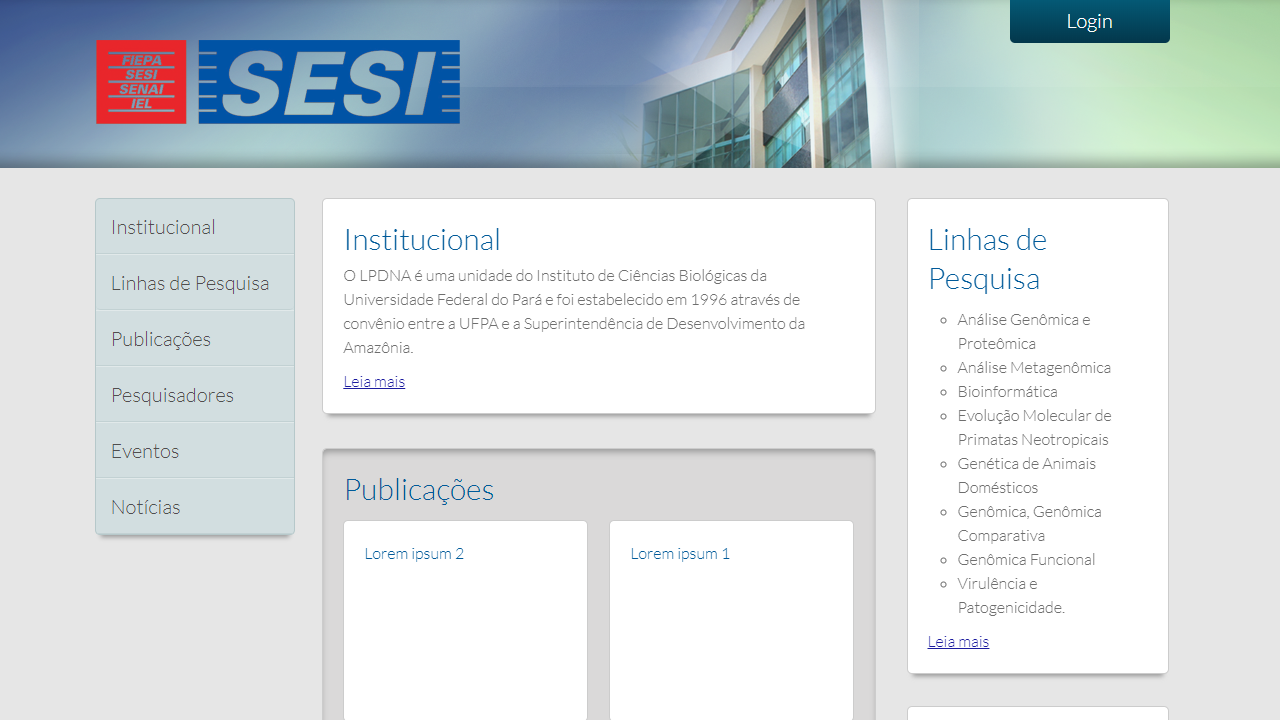 Login
FIEPA
SESI
SENAI
IEL
SESI
Institucional
Linhas de Pesquisa
Publicações
Pesquisadores
Eventos
Notícias
Institucional
O LPDNA é uma unidade do Instituto de Ciências Biológicas da
Universidade Federal do Pará e foi estabelecido em 1996 através de
convênio entre a UFPA e a Superintendência de Desenvolvimento da
Amazônia.
Leia mais
Publicações
Lorem ipsum 2
Lorem ipsum 1
Linhas de
Pesquisa
Análise Genômica e
Proteômica
Análise Metagenômica
Bioinformática
Evolução Molecular de
Primatas Neotropicais
Genética de Animais
Domésticos
Genômica, Genômica
Comparativa
Genômica Funcional
Virulência e
Patogenicidade.
Leia mais